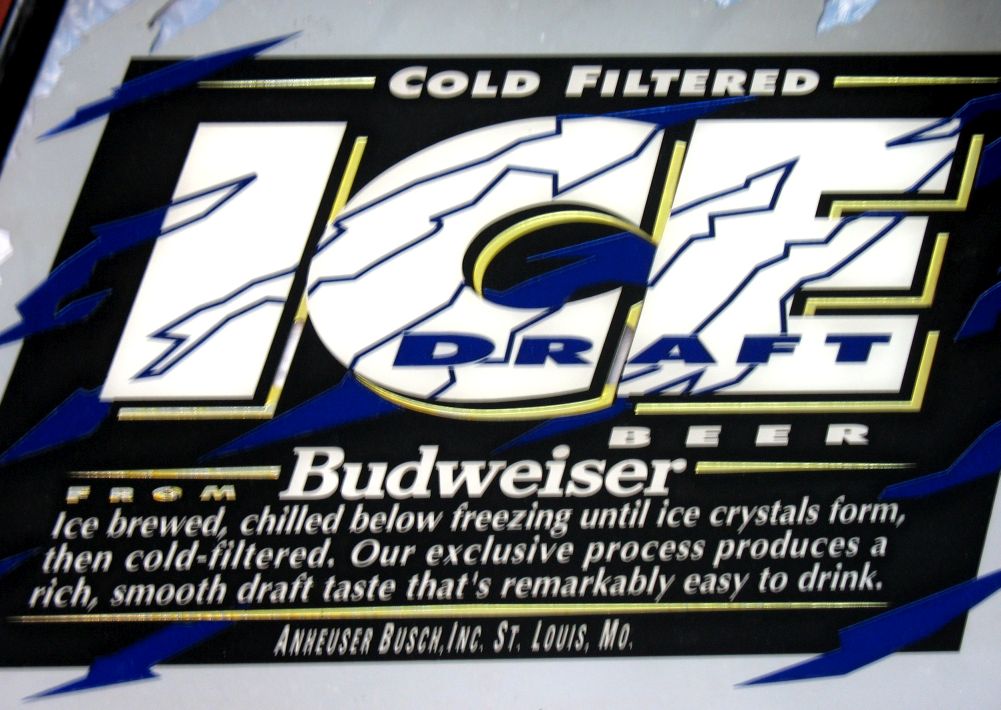 COLD FILTERED
ICE
DRAFT
BEER
FROM Budweiser
Ice brewed, chilled below freezing until ice crystals form,
then cold-filtered. Our exclusive process produces a
rich, smooth draft taste that's remarkably easy to drink.
ANHEUSER BUSCH, INC. ST. LOUIS, MO.